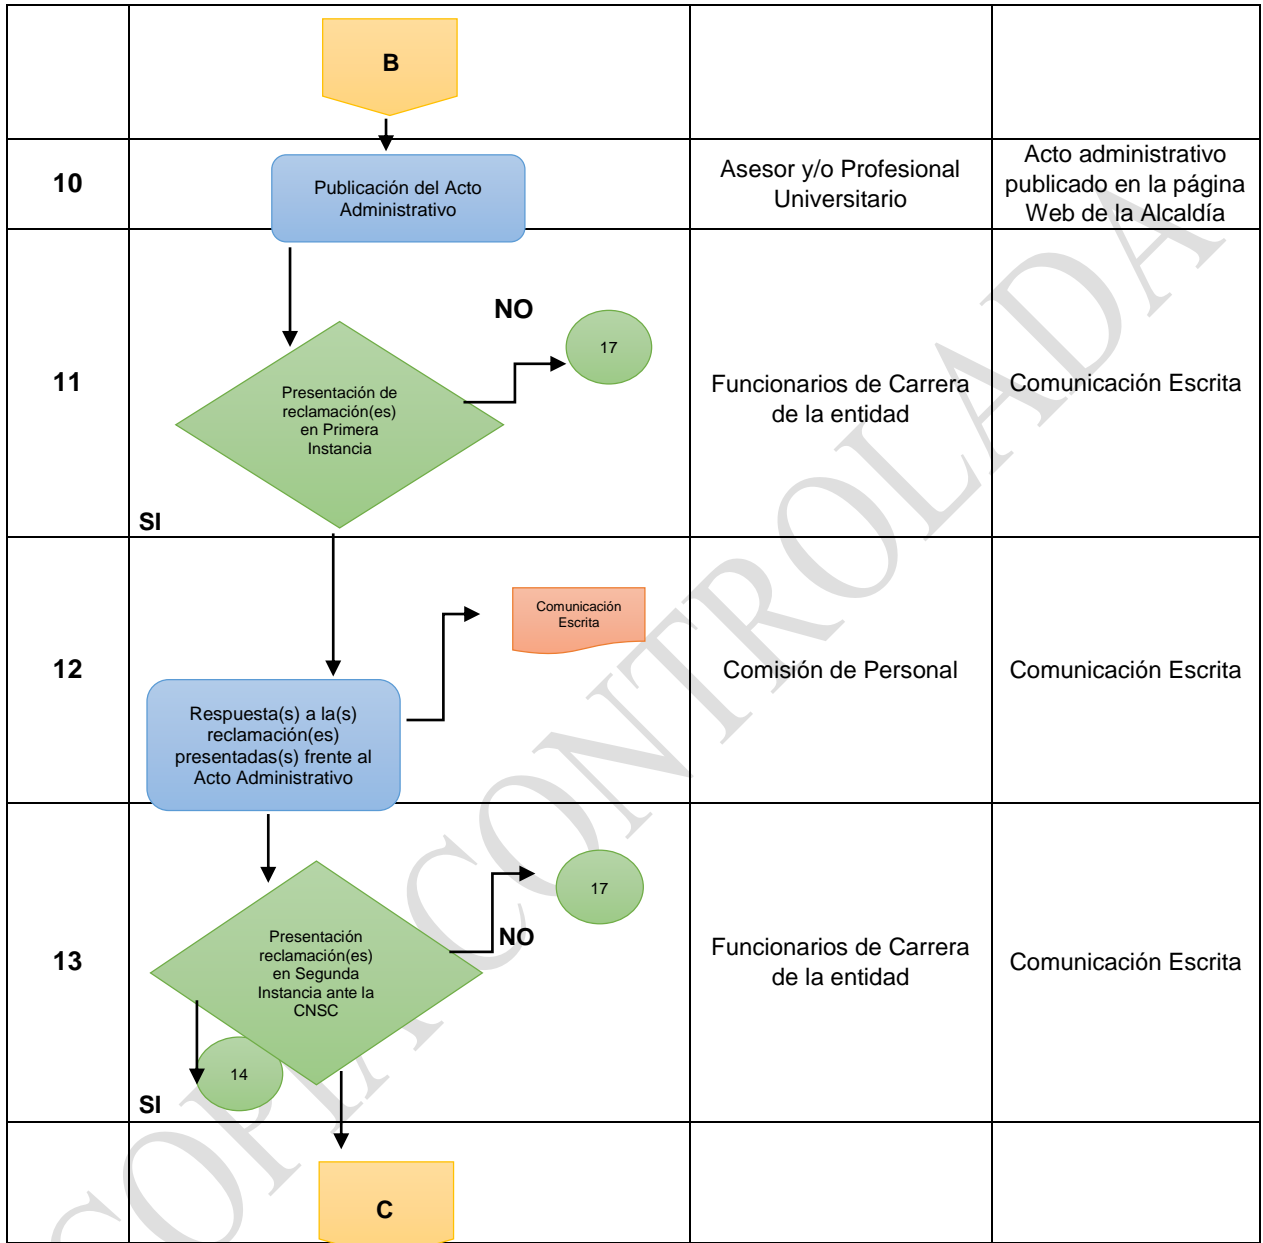 B
10
Publicación del Acto
Administrativo
Asesor y/o Profesional
Universitario
Acto administrativo
publicado en la página
Web de la Alcaldía
11
NO
17
Presentación de
reclamación(es)
en Primera
Instancia
SI
Funcionarios de Carrera
de la entidad
Comunicación Escrita
12
Comunicación
Escrita
Respuesta(s) a la(s)
reclamación(es)
presentadas(s) frente al
Acto Administrativo
Comisión de Personal
Comunicación Escrita
13
17
NO
Presentación
reclamación(es)
en Segunda
Instancia ante la
CNSC
14
SI
Funcionarios de Carrera
de la entidad
Comunicación Escrita
C
COPIA CONTROLADA